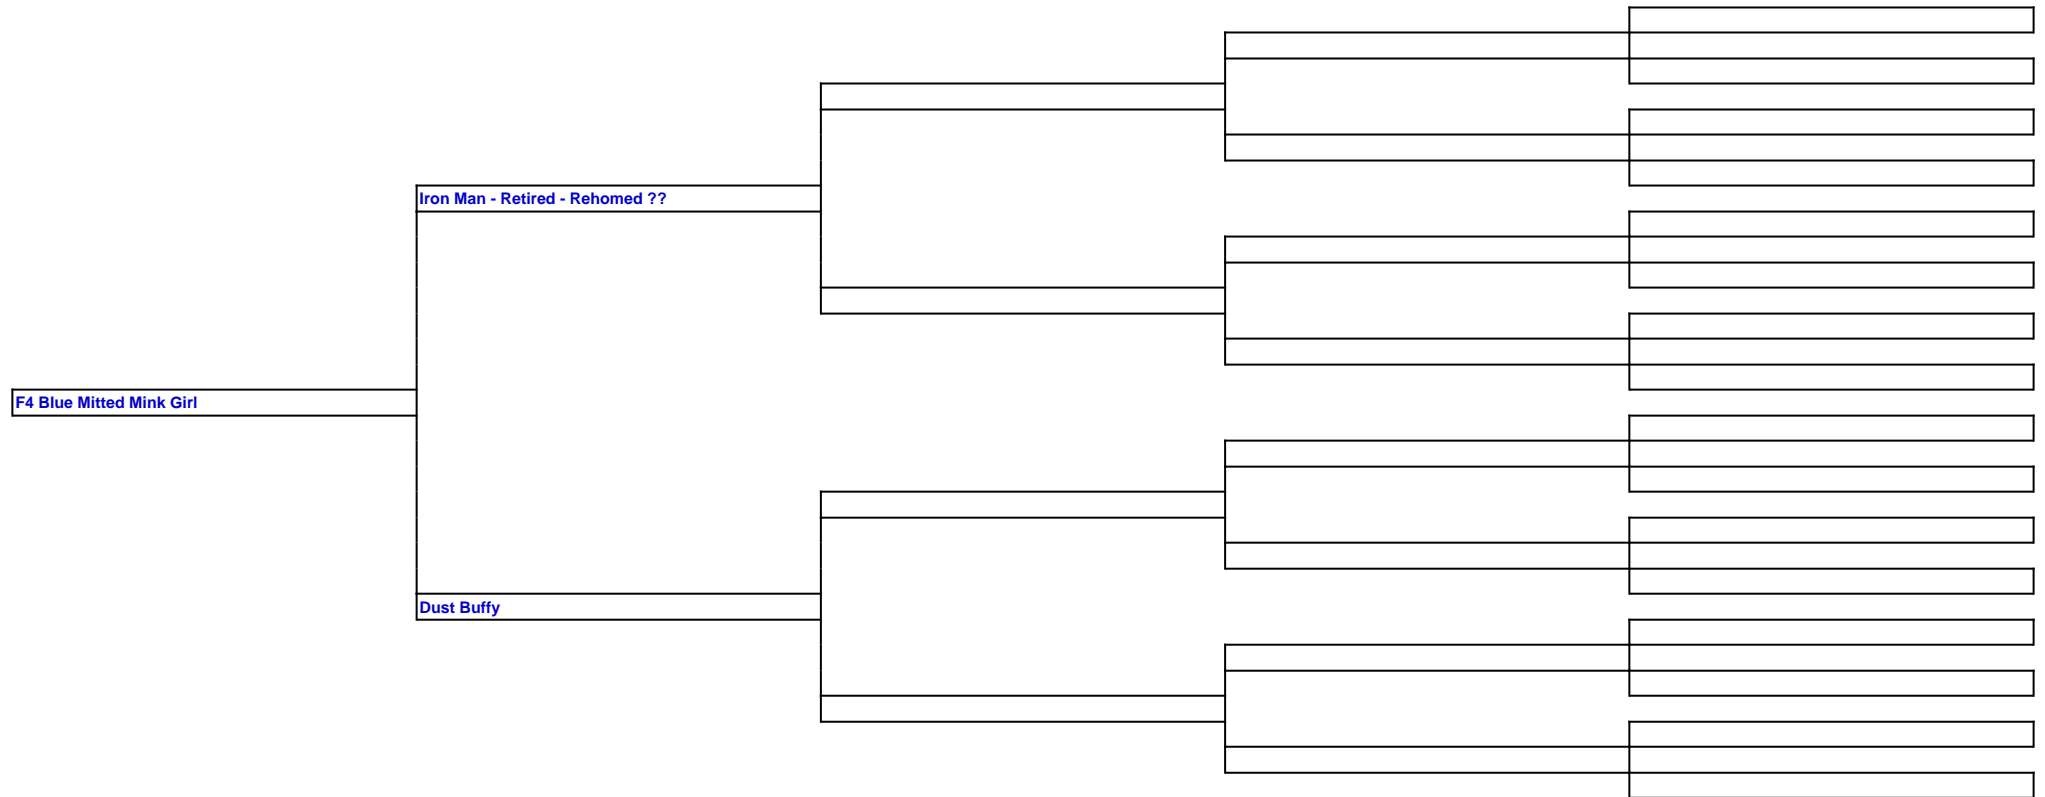 Iron Man - Retired - Rehomed ??
F4 Blue Mitted Mink Girl
Dust Buffy